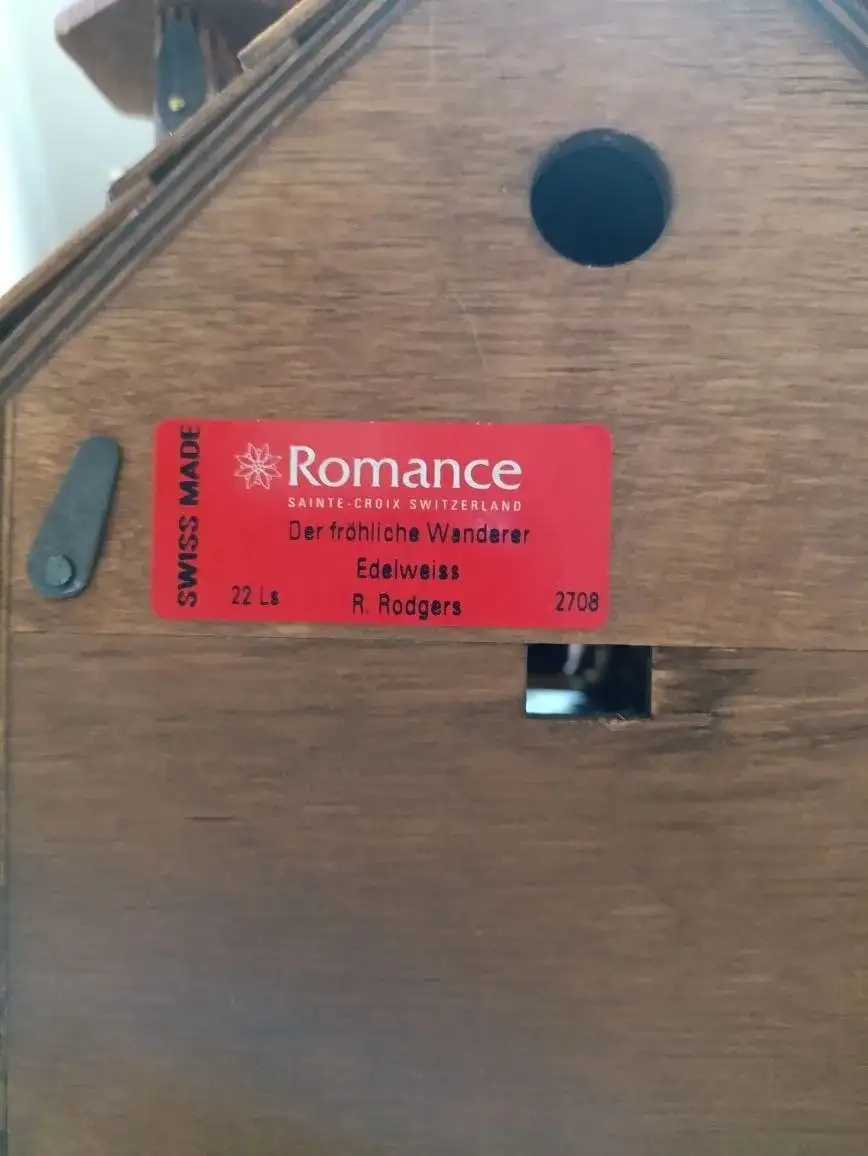 SWISS MADE
Romance
SAINTE-CROIX SWITZERLAND
Der fröhliche Wanderer
Edelweiss
22 Ls R. Rodgers 2708